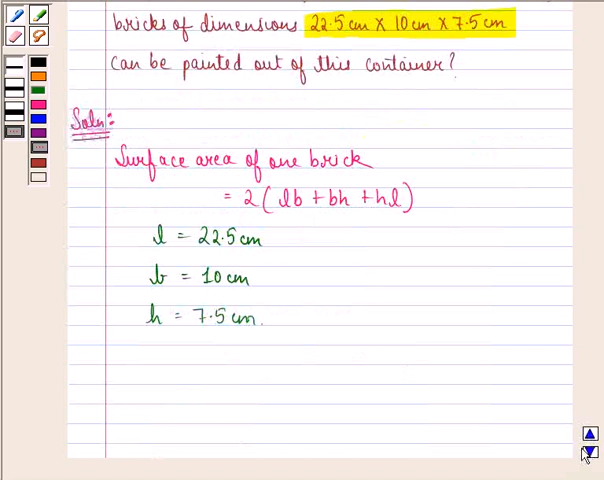 bricks of dimensions 22.5 cm × 10 cm × 7.5 cm
can be painted out of this container?
Soln:
Surface area of one brick
= 2 ( lb + bh + hl )
l = 22.5 cm
b = 10 cm
h = 7.5 cm.